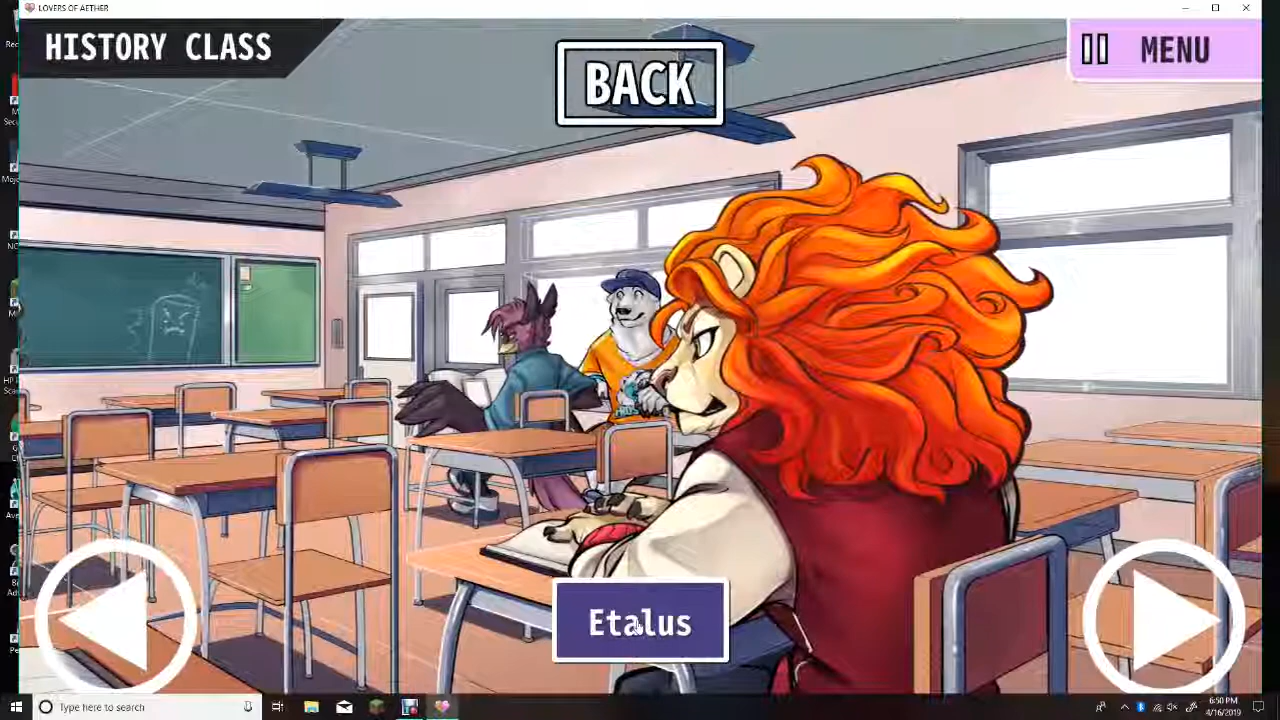 LOVERS OF AETHER
HISTORY CLASS
BACK
MENU
Etalus
Type here to search
6:50 PM
4/16/2019